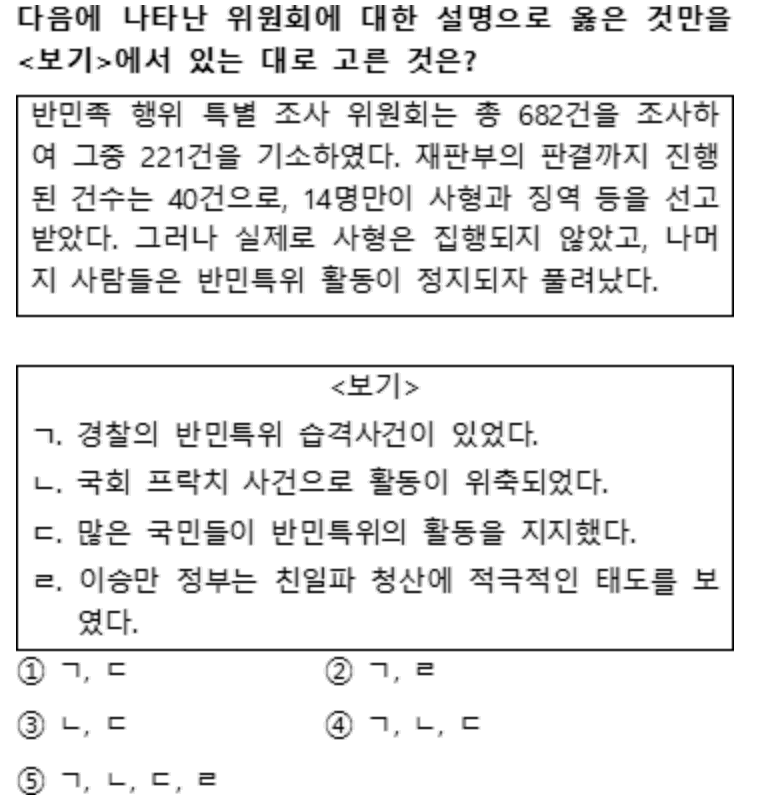 다음에 나타난 위원회에 대한 설명으로 옳은 것만을
<보기>에서 있는 대로 고른 것은?
반민족 행위 특별 조사 위원회는 총 682건을 조사하
여 그중 221건을 기소하였다. 재판부의 판결까지 진행
된 건수는 40건으로, 14명만이 사형과 징역 등을 선고
받았다. 그러나 실제로 사형은 집행되지 않았고, 나머
지 사람들은 반민특위 활동이 정지되자 풀려났다.
<보기>
ㄱ. 경찰의 반민특위 습격사건이 있었다.
ㄴ. 국회 프락치 사건으로 활동이 위축되었다.
ㄷ. 많은 국민들이 반민특위의 활동을 지지했다.
ㄹ. 이승만 정부는 친일파 청산에 적극적인 태도를 보
였다.
① ㄱ, ㄷ ② ㄱ, ㄹ
③ ㄴ, ㄷ ④ ㄱ, ㄴ, ㄷ
⑤ ㄱ, ㄴ, ㄷ, ㄹ